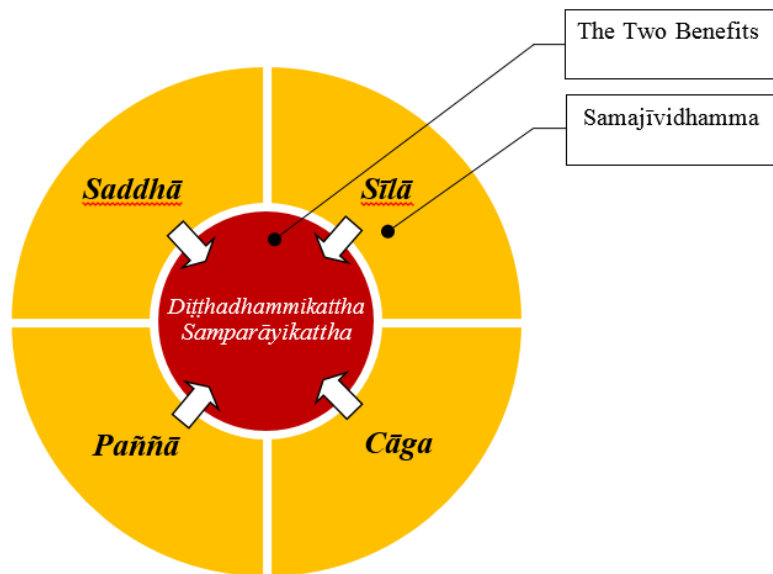 The Two Benefits
Samajīvidhamma
Saddhā
Sīlā
Diṭṭhadhammikattha
Samparāyikattha
Paññā
Cāga